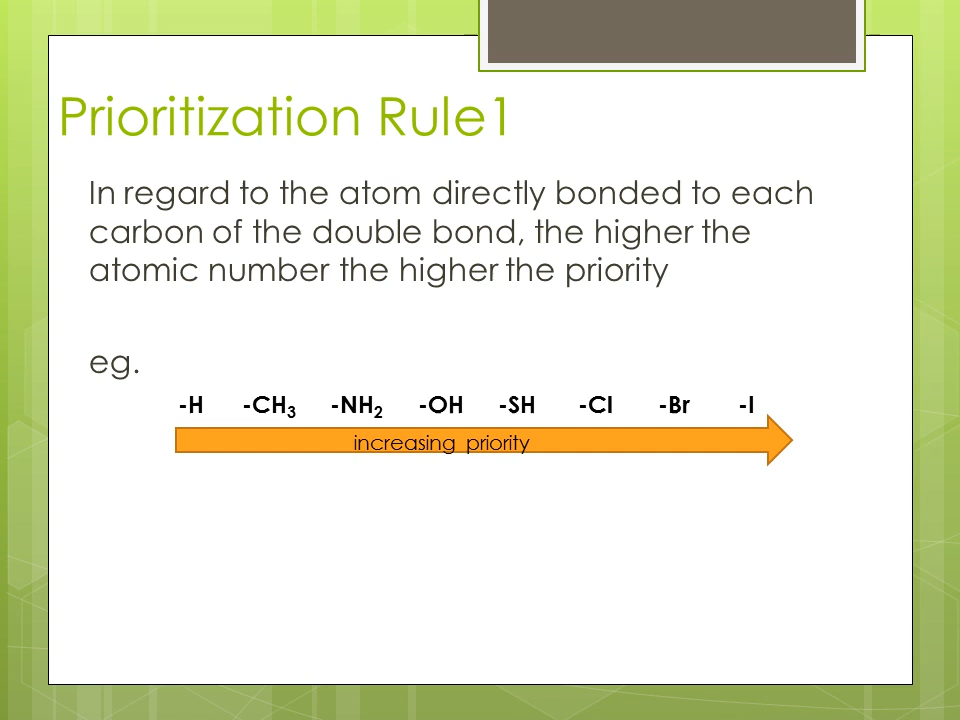 Prioritization Rule1
In regard to the atom directly bonded to each
carbon of the double bond, the higher the
atomic number the higher the priority
eg.
-H -CH₃ -NH₂ -OH -SH -Cl -Br -I
increasing priority